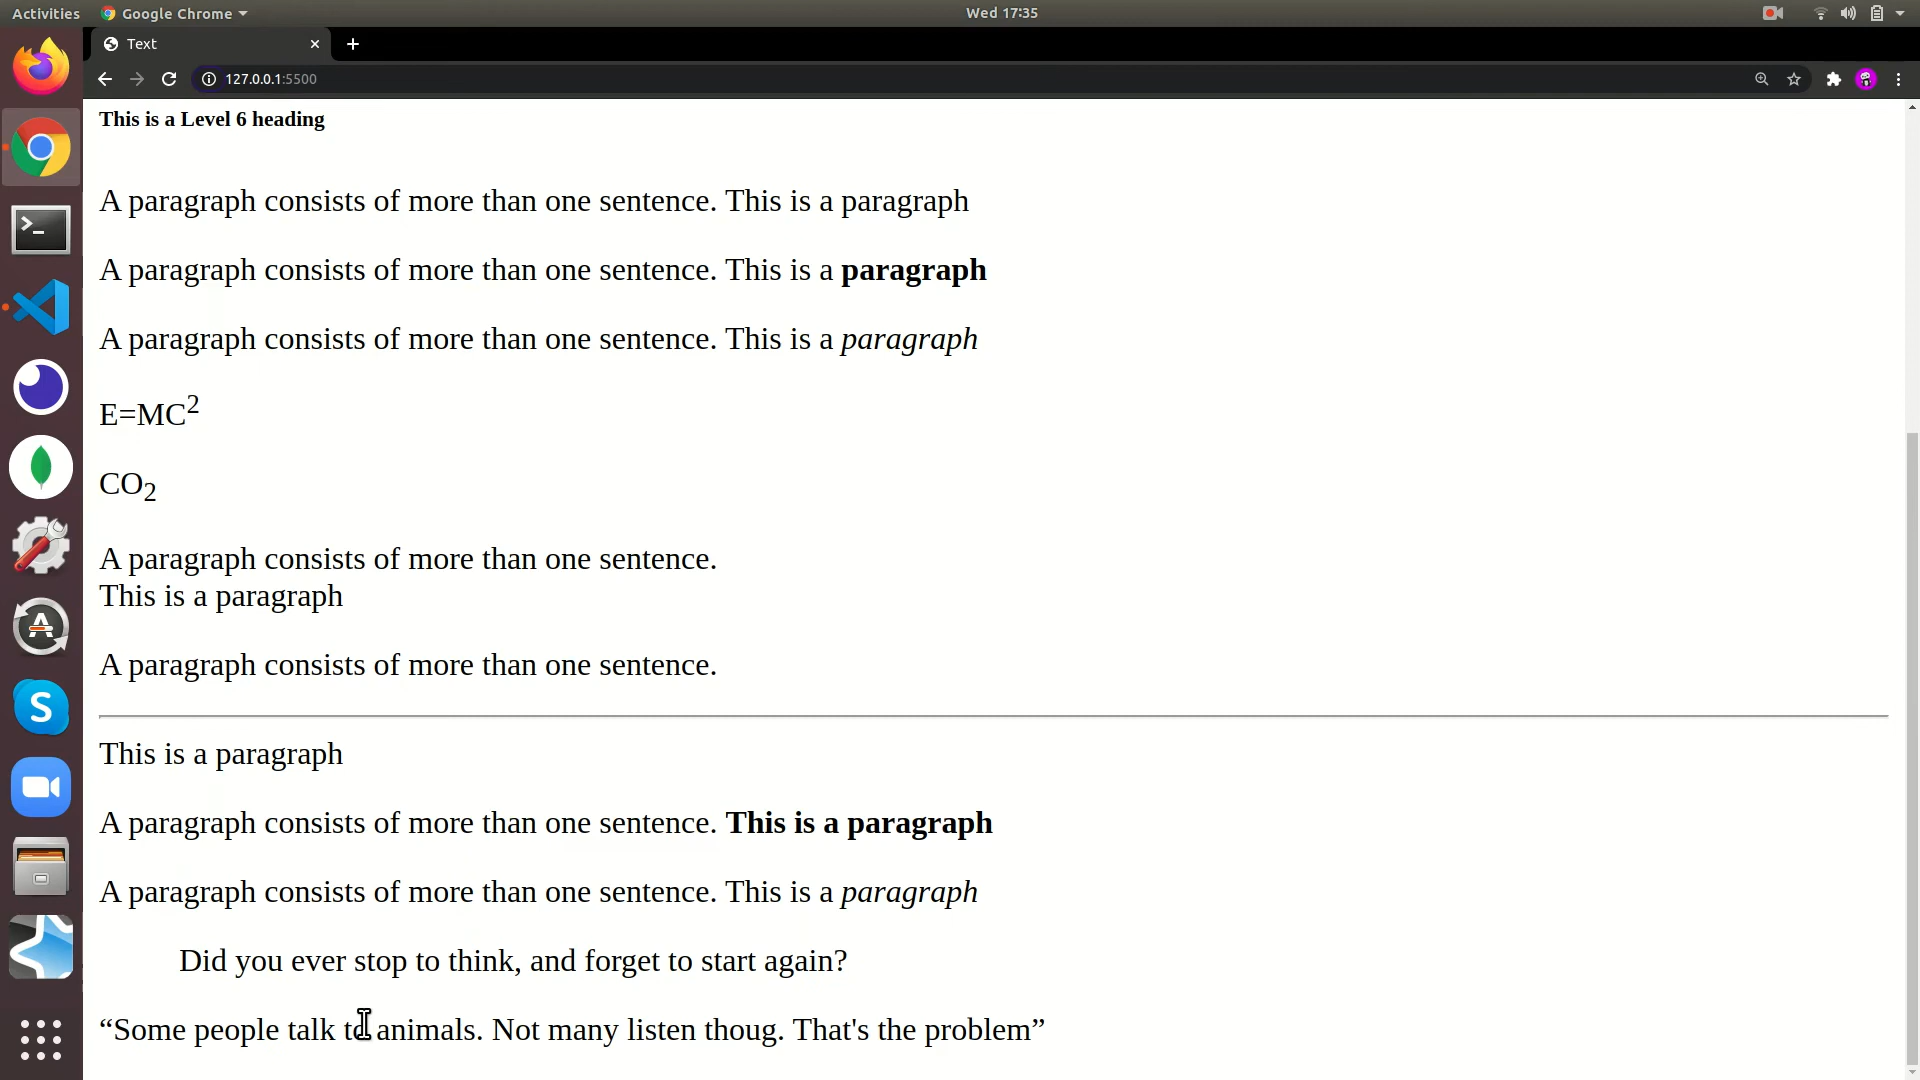 Activities Google Chrome Wed 17:35
Text
127.0.0.1:5500
This is a Level 6 heading
A paragraph consists of more than one sentence. This is a paragraph
A paragraph consists of more than one sentence. This is a paragraph
A paragraph consists of more than one sentence. This is a paragraph
E=MC²
CO₂
A paragraph consists of more than one sentence.
This is a paragraph
A paragraph consists of more than one sentence.
This is a paragraph
A paragraph consists of more than one sentence. This is a paragraph
A paragraph consists of more than one sentence. This is a paragraph
Did you ever stop to think, and forget to start again?
“Some people talk to animals. Not many listen thoug. That's the problem”